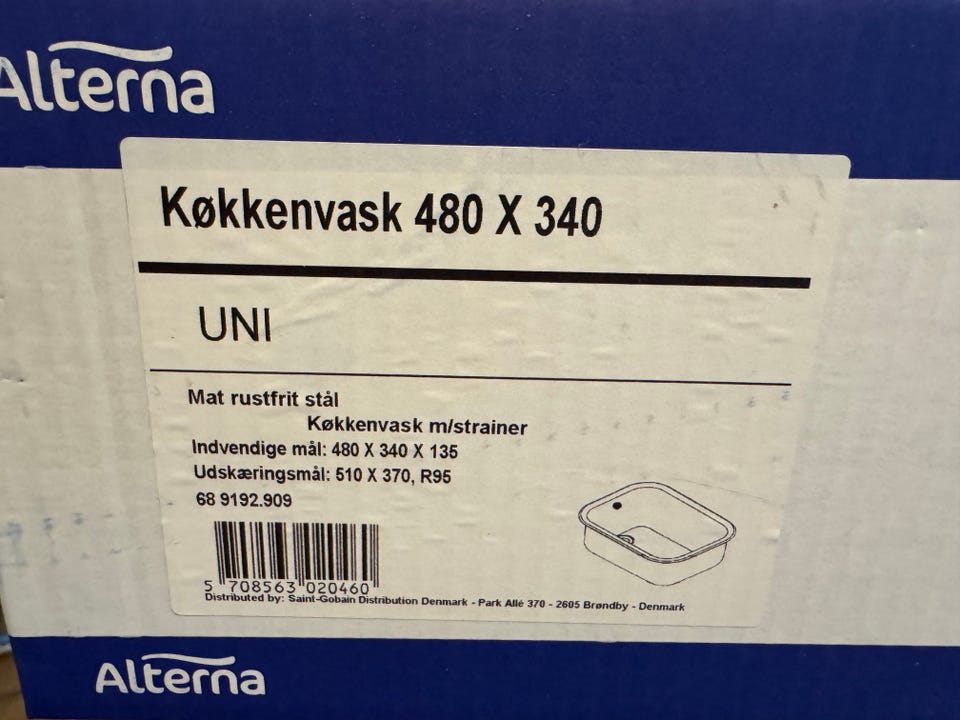 Alterna
Køkkenvask 480 X 340
UNI
Mat rustfrit stål
Køkkenvask m/strainer
Indvendige mål: 480 X 340 X 135
Udskæringsmål: 510 X 370, R95
68 9192.909
5 708563 020460
Distributed by: Saint-Gobain Distribution Denmark - Park Allé 370 - 2605 Brøndby - Denmark
Alterna